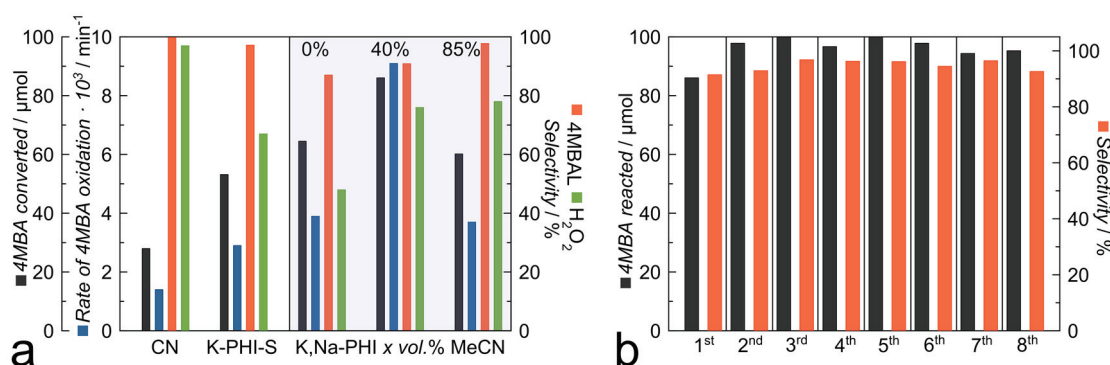 a
4MBA converted / μmol
Rate of 4MBA oxidation · 10³ / min⁻¹
100
80
60
40
20
0
10
8
6
4
2
0
0% 40% 85%
100
80
60
40
20
0
4MBAL H₂O₂
Selectivity / %
CN K-PHI-S K,Na-PHI x vol.% MeCN
b
4MBA reacted / μmol
100
80
60
40
20
0
100
80
60
40
20
0
Selectivity / %
1st 2nd 3rd 4th 5th 6th 7th 8th